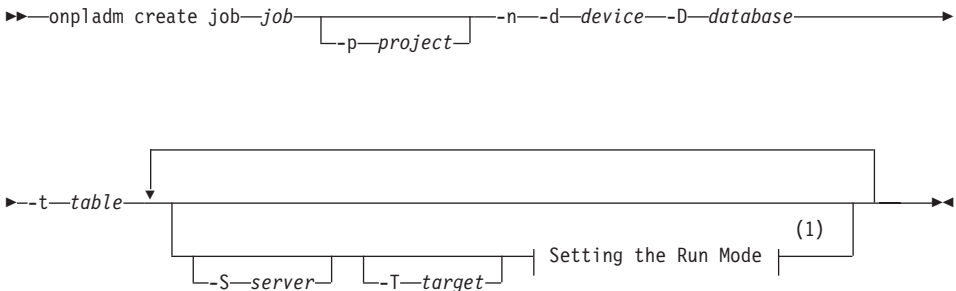 onpladm create job job -n -d device -D database
-p project
-t table
(1)
Setting the Run Mode
-S server -T target